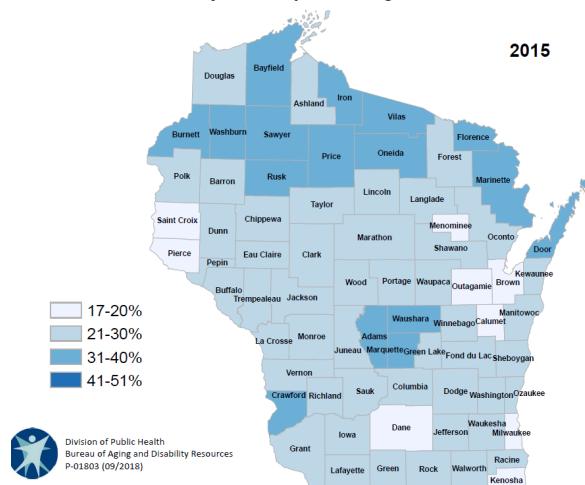 2015
Douglas
Bayfield
Ashland
Iron
Vilas
Burnett
Washburn
Sawyer
Price
Oneida
Florence
Forest
Marinette
Polk
Barron
Rusk
Lincoln
Langlade
Taylor
Saint Croix
Dunn
Chippewa
Marathon
Menominee
Oconto
Shawano
Door
Pierce
Pepin
Eau Claire
Clark
Buffalo
Trempealeau
Jackson
Wood
Portage
Waupaca
Outagamie
Brown
Kewaunee
17-20%
21-30%
31-40%
41-51%
La Crosse
Monroe
Juneau
Adams
Waushara
Marquette
Green Lake
Winnebago
Calumet
Manitowoc
Fond du Lac
Sheboygan
Vernon
Crawford
Richland
Sauk
Columbia
Dodge
Washington
Ozaukee
Grant
Iowa
Dane
Jefferson
Waukesha
Milwaukee
Lafayette
Green
Rock
Walworth
Racine
Kenosha
Division of Public Health
Bureau of Aging and Disability Resources
P-01803 (09/2018)